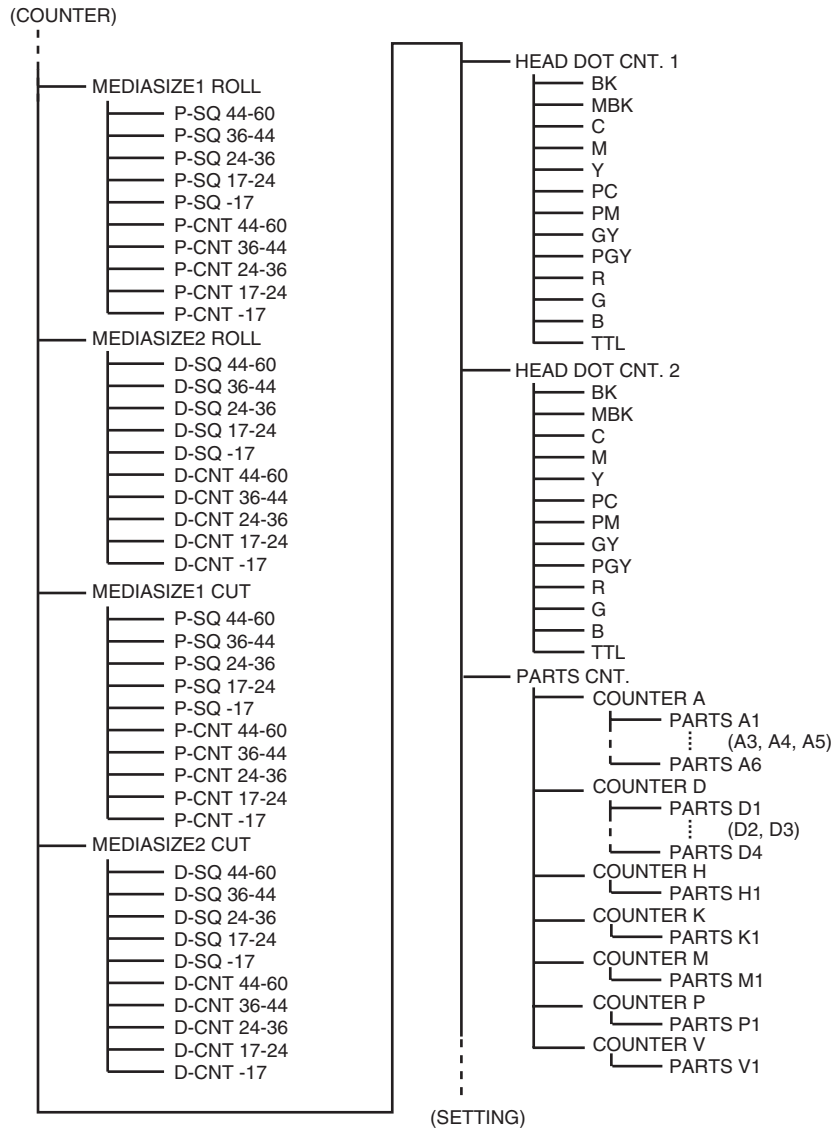 (COUNTER)
MEDIASIZE1 ROLL
P-SQ 44-60
P-SQ 36-44
P-SQ 24-36
P-SQ 17-24
P-SQ -17
P-CNT 44-60
P-CNT 36-44
P-CNT 24-36
P-CNT 17-24
P-CNT -17
MEDIASIZE2 ROLL
D-SQ 44-60
D-SQ 36-44
D-SQ 24-36
D-SQ 17-24
D-SQ -17
D-CNT 44-60
D-CNT 36-44
D-CNT 24-36
D-CNT 17-24
D-CNT -17
MEDIASIZE1 CUT
P-SQ 44-60
P-SQ 36-44
P-SQ 24-36
P-SQ 17-24
P-SQ -17
P-CNT 44-60
P-CNT 36-44
P-CNT 24-36
P-CNT 17-24
P-CNT -17
MEDIASIZE2 CUT
D-SQ 44-60
D-SQ 36-44
D-SQ 24-36
D-SQ 17-24
D-SQ -17
D-CNT 44-60
D-CNT 36-44
D-CNT 24-36
D-CNT 17-24
D-CNT -17
HEAD DOT CNT. 1
BK
MBK
C
M
Y
PC
PM
GY
PGY
R
G
B
TTL
HEAD DOT CNT. 2
BK
MBK
C
M
Y
PC
PM
GY
PGY
R
G
B
TTL
PARTS CNT.
COUNTER A
PARTS A1
(A3, A4, A5)
PARTS A6
COUNTER D
PARTS D1
(D2, D3)
PARTS D4
COUNTER H
PARTS H1
COUNTER K
PARTS K1
COUNTER M
PARTS M1
COUNTER P
PARTS P1
COUNTER V
PARTS V1
(SETTING)